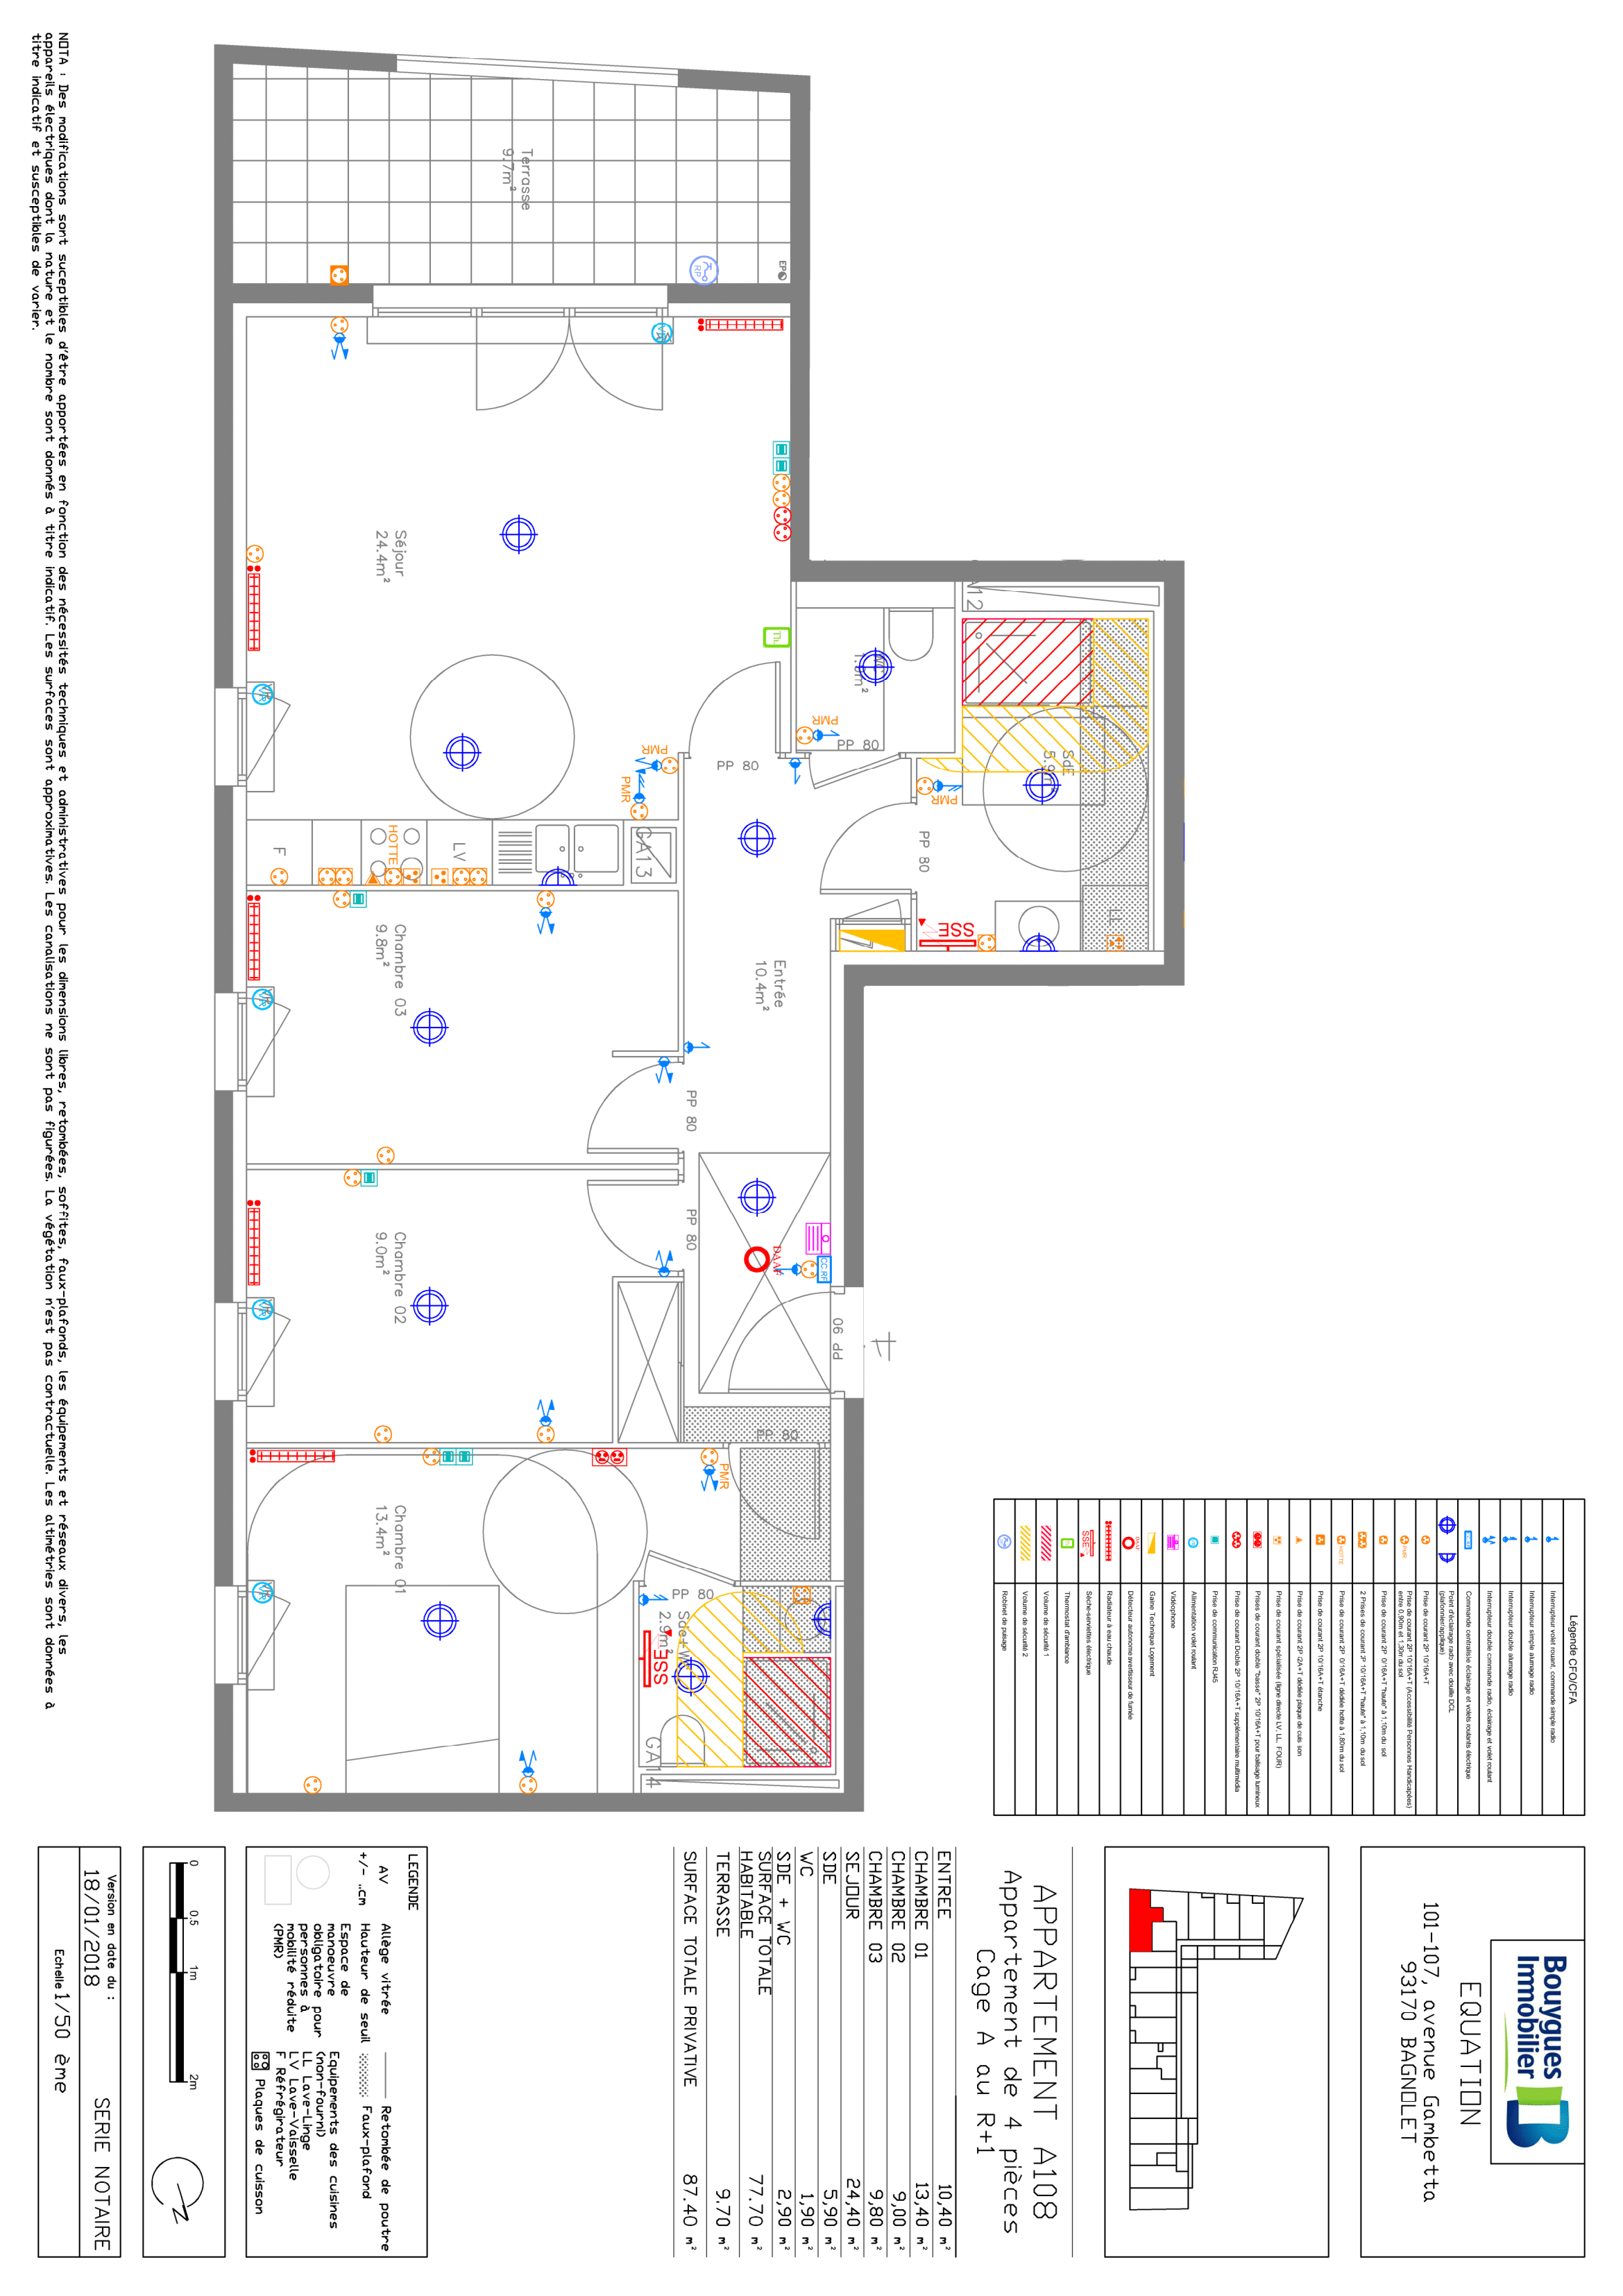 Bouygues
Immobilier
EQUATION
101-107, avenue Gambetta
93170 BAGNOLET
APPARTEMENT A108
Appartement de 4 pièces
Cage A au R+1
ENTREE 10,40 m²
CHAMBRE 01 13,40 m²
CHAMBRE 02 9,00 m²
CHAMBRE 03 9,80 m²
SEJOUR 24,40 m²
SDE 5,90 m²
WC 1,90 m²
SDE + WC 2,90 m²
SURFACE TOTALE
HABITABLE 77.70 m²
TERRASSE 9.70 m²
SURFACE TOTALE PRIVATIVE 87.40 m²
LEGENDE
AV Allège vitrée
Retombée de poutre
+/- ..cm Hauteur de seuil
Faux-plafond
Espace de
manoeuvre
obligatoire pour
personnes à
mobilité réduite
(PMR)
Equipements des cuisines
(non-fourni)
LL Lave-Linge
LV Lave-Vaisselle
F Réfrigérateur
Plaques de cuisson
0 0.5 1m 2m
N
Version en date du :
18/01/2018
SERIE NOTAIRE
Echelle 1/50 ème
Légende CFO/CFA
Interrupteur volet roulant, commande simple radio
Interrupteur simple allumage radio
Interrupteur double allumage radio
Interrupteur double commande radio, éclairage et volet roulant
Commande centralisée éclairage et volets roulants électrique
Point d'éclairage radio avec douille DCL
(plafonnier/applique)
Prise de courant 2P 10/16A+T
PMR
Prise de courant 2P 10/16A+T (Accessibilité Personnes Handicapées)
entre 0,90m et 1,30m du sol
Prise de courant 2P 10/16A+T "haute" à 1,10m du sol
2 Prises de courant 2P 10/16A+T "haute" à 1,10m du sol
HOTTE
Prise de courant 2P 10/16A+T dédiée hotte à 1,80m du sol
Prise de courant 2P 10/16A+T étanche
Prise de courant 2P 32A+T dédiée plaque de cuisson
Prise de courant spécialisée (ligne directe LV, LL, FOUR)
Prises de courant double "basse" 2P 10/16A+T pour balisage lumineux
Prise de courant Double 2P 10/16A+T supplémentaire multimédia
Prise de communication RJ45
Alimentation volet roulant
Vidéophone
Gaine Technique Logement
DAAF
Détecteur autonome avertisseur de fumée
Radiateur à eau chaude
SSE
Sèche-serviettes électrique
Thermostat d'ambiance
Volume de sécurité 1
Volume de sécurité 2
Robinet de puisage
Terrasse
9.7m²
RP
EP
VR
Séjour
24.4m²
Th.
VR
PMR
PMR
F
HOTTE
LV
GA13
PP 80
PMR
PP 80
SdE
PMR
PP 80
SSE
LL
Entrée
10.4m²
Chambre 03
9.8m²
VR
PP 80
Chambre 02
9.0m²
VR
PP 80
DAAF
CC RF
PP 90
PP 80
PMR
Chambre 01
13.4m²
VR
PP 80
Sde+WC
2.9m²
SSE
GA14
NOTA : Des modifications sont suceptibles d'être apportées en fonction des nécessités techniques et administratives pour les dimensions libres, retombées, soffites, faux-plafonds, les équipements et réseaux divers, les
appareils électriques dont la nature et le nombre sont donnés à titre indicatif. Les surfaces sont approximatives. Les canalisations ne sont pas figurées. La végétation n'est pas contractuelle. Les altimétries sont données à
titre indicatif et susceptibles de varier.